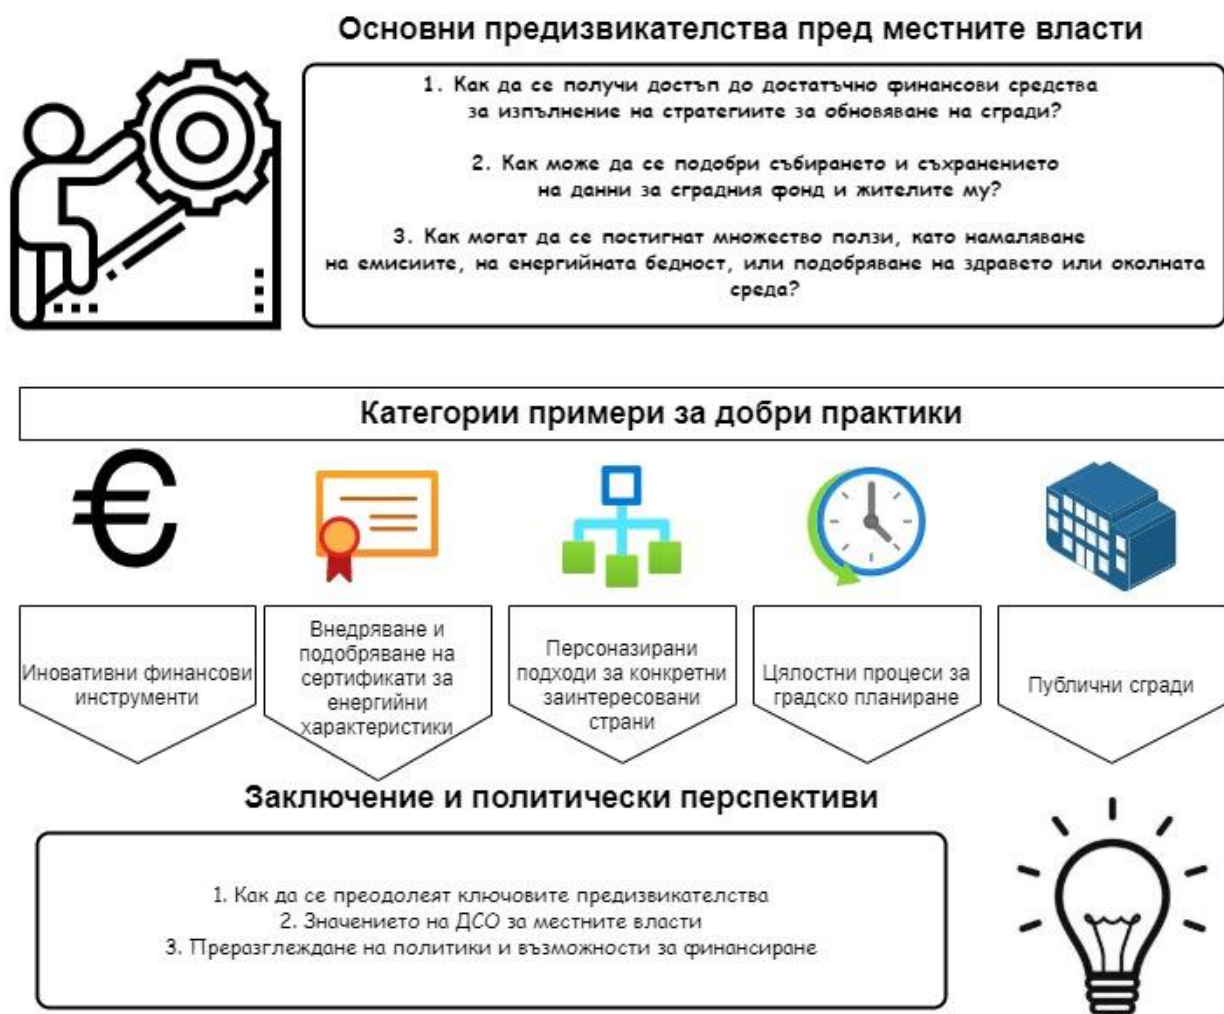 Основни предизвикателства пред местните власти
1. Как да се получи достъп до достатъчно финансови средства
за изпълнение на стратегиите за обновяване на сгради?
2. Как може да се подобри събирането и съхранението
на данни за сградния фонд и жителите му?
3. Как могат да се постигнат множество ползи, като намаляване
на емисиите, на енергийната бедност, или подобряване на здравето или околната
среда?
Категории примери за добри практики
Иновативни финансови
инструменти
Внедряване и
подобряване на
сертификати за
енергийни
характеристики
Персоназирани
подходи за конкретни
заинтересовани
страни
Цялостни процеси за
градско планиране
Публични сгради
Заключение и политически перспективи
1. Как да се преодолеят ключовите предизвикателства
2. Значението на ДСО за местните власти
3. Преразглеждане на политики и възможности за финансиране